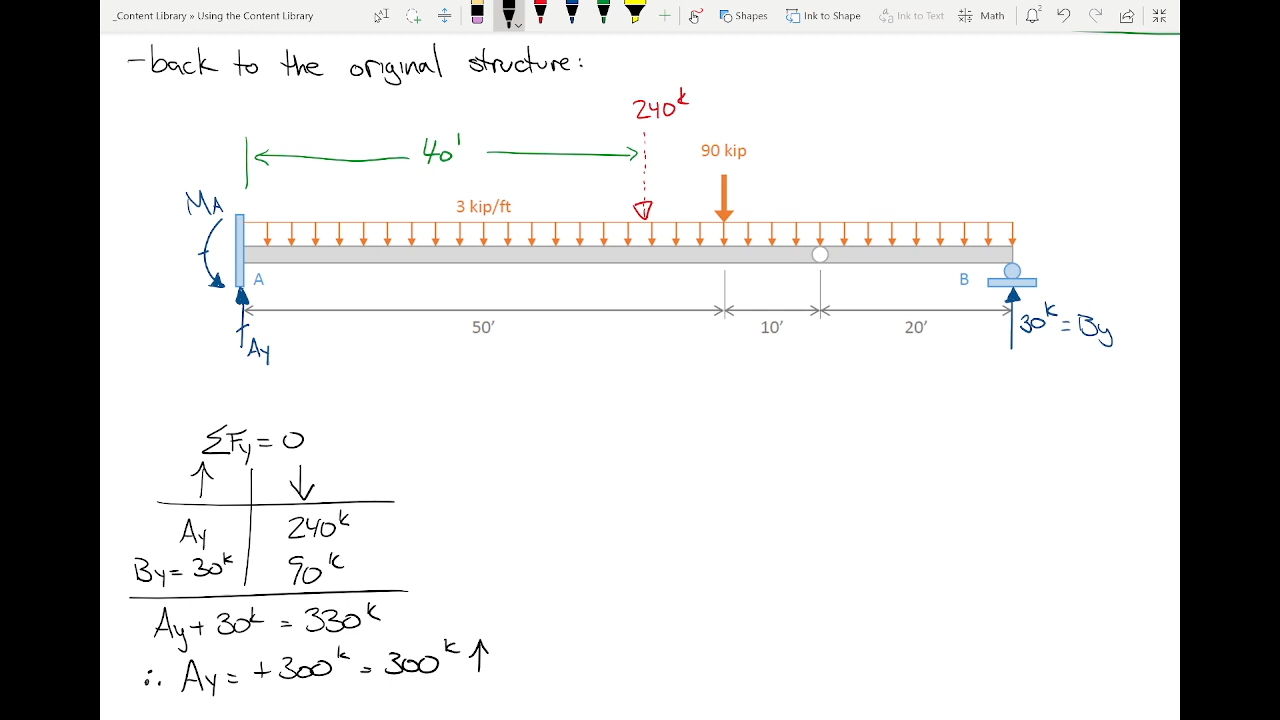 _Content Library » Using the Content Library
Shapes
Ink to Shape
Ink to Text
Math
2
-back to the original structure:
240k
40'
90 kip
MA
3 kip/ft
A
B
50'
10'
20'
Ay
30k = By
ΣFy = 0
↑ ↓
Ay 240k
By = 30k 90k
Ay + 30k = 330k
∴ Ay = +300k = 300k ↑